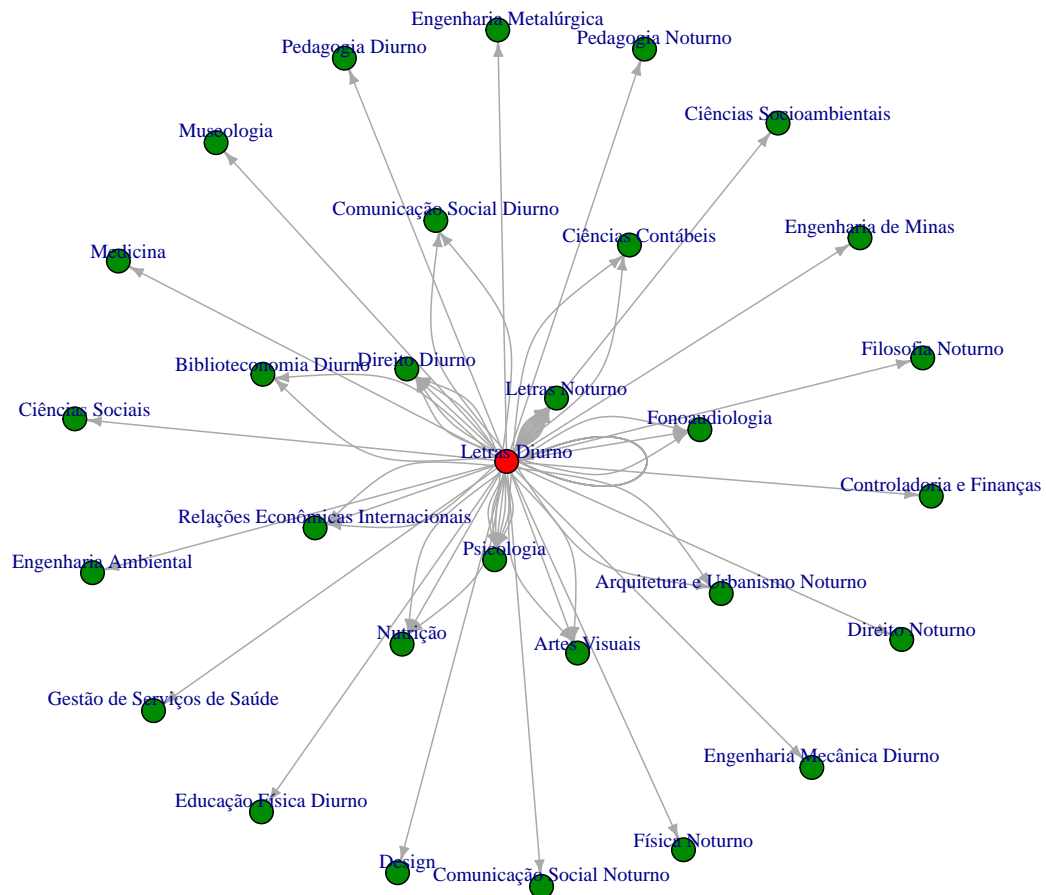 Engenharia Metalúrgica
Pedagogia Noturno
Pedagogia Diurno
Ciências Socioambientais
Museologia
Comunicação Social Diurno
Ciências Contábeis
Engenharia de Minas
Medicina
Filosofia Noturno
Biblioteconomia Diurno
Direito Diurno
Letras Noturno
Ciências Sociais
Fonoaudiologia
Letras Diurno
Controladoria e Finanças
Relações Econômicas Internacionais
Psicologia
Engenharia Ambiental
Arquitetura e Urbanismo Noturno
Nutrição
Artes Visuais
Direito Noturno
Gestão de Serviços de Saúde
Engenharia Mecânica Diurno
Educação Física Diurno
Física Noturno
Design
Comunicação Social Noturno